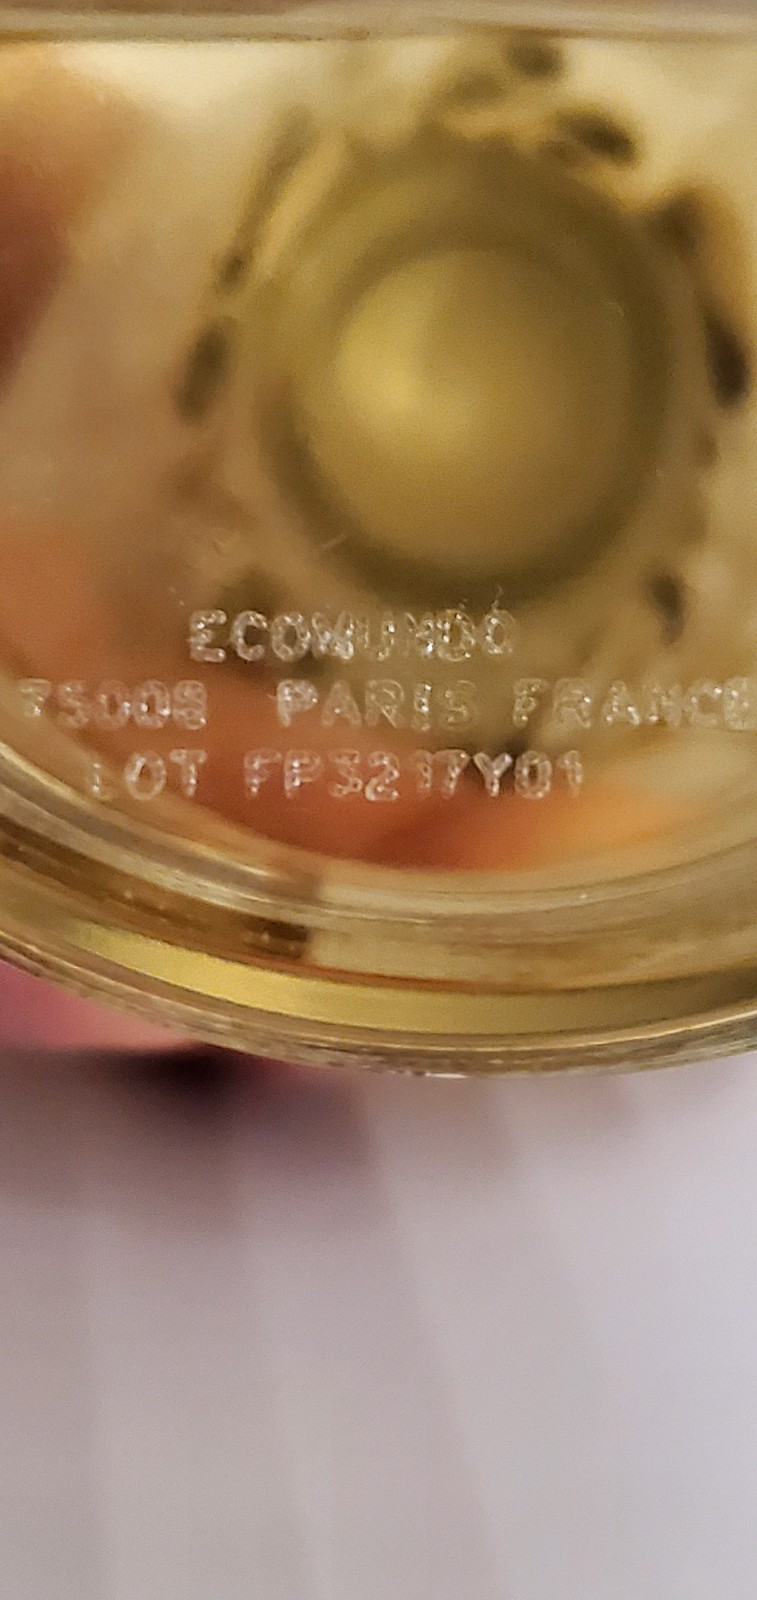 ECOMUNDO
75008 PARIS FRANCE
LOT FP3217Y01